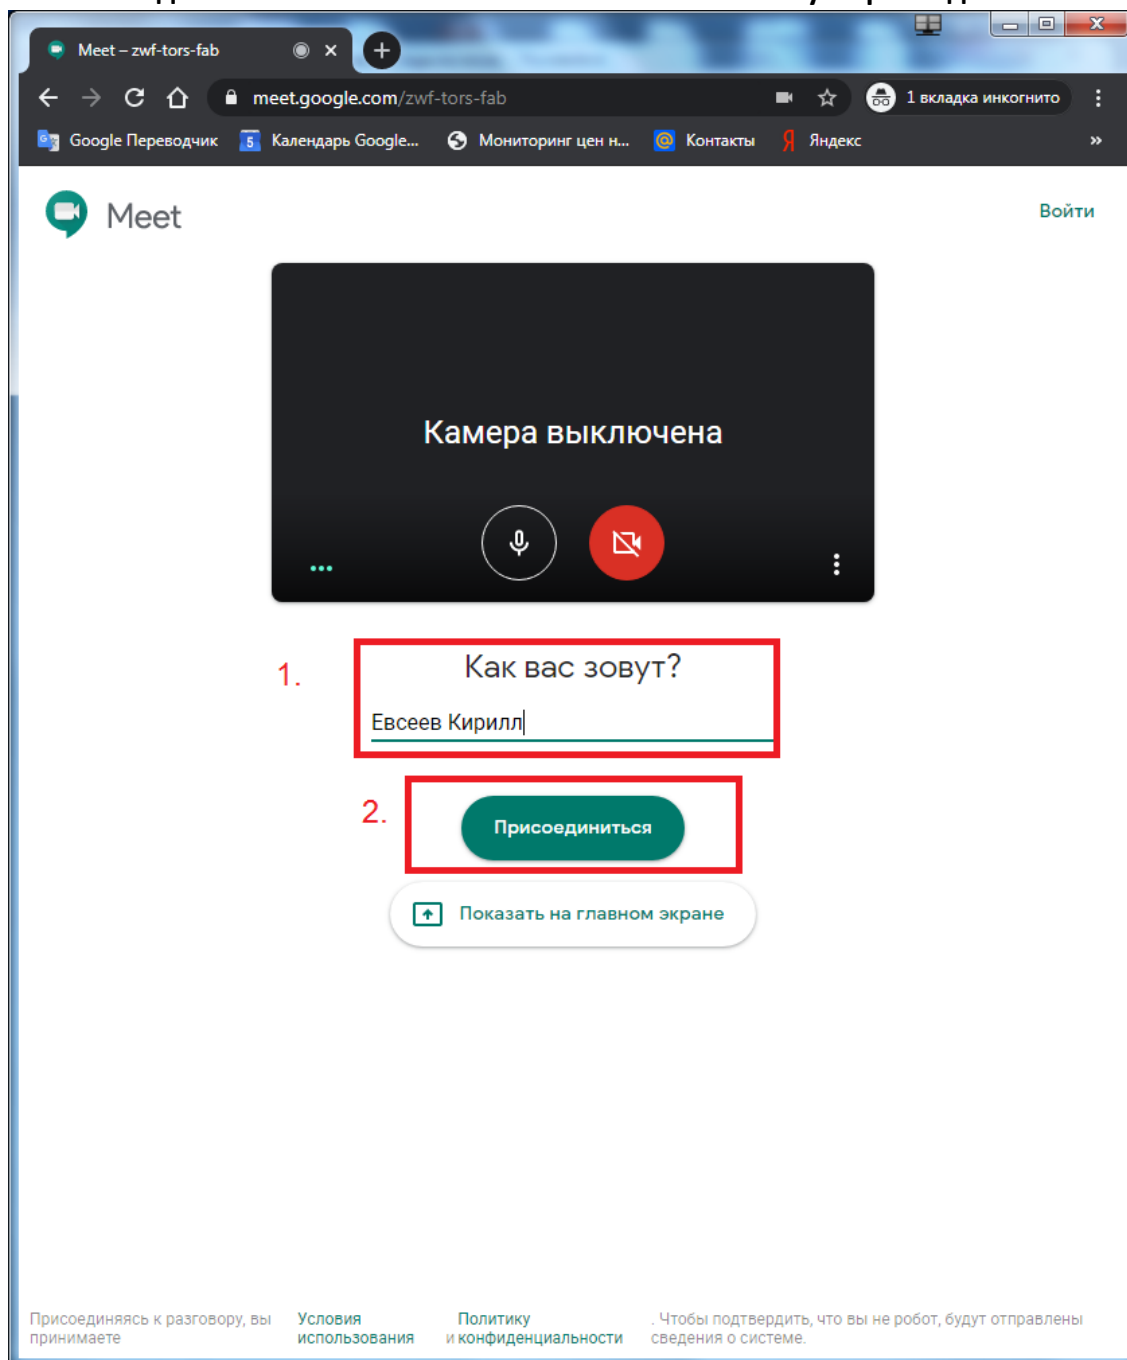 Meet – zwf-tors-fab
meet.google.com/zwf-tors-fab
1 вкладка инкогнито
Google Переводчик
5
Календарь Google...
Мониторинг цен н...
Контакты
Я
Яндекс
»
Meet
Войти
Камера выключена
1.
Как вас зовут?
Евсеев Кирилл
2.
Присоединиться
Показать на главном экране
Присоединяясь к разговору, вы принимаете
Условия использования
и
Политику конфиденциальности
. Чтобы подтвердить, что вы не робот, будут отправлены
сведения о системе.